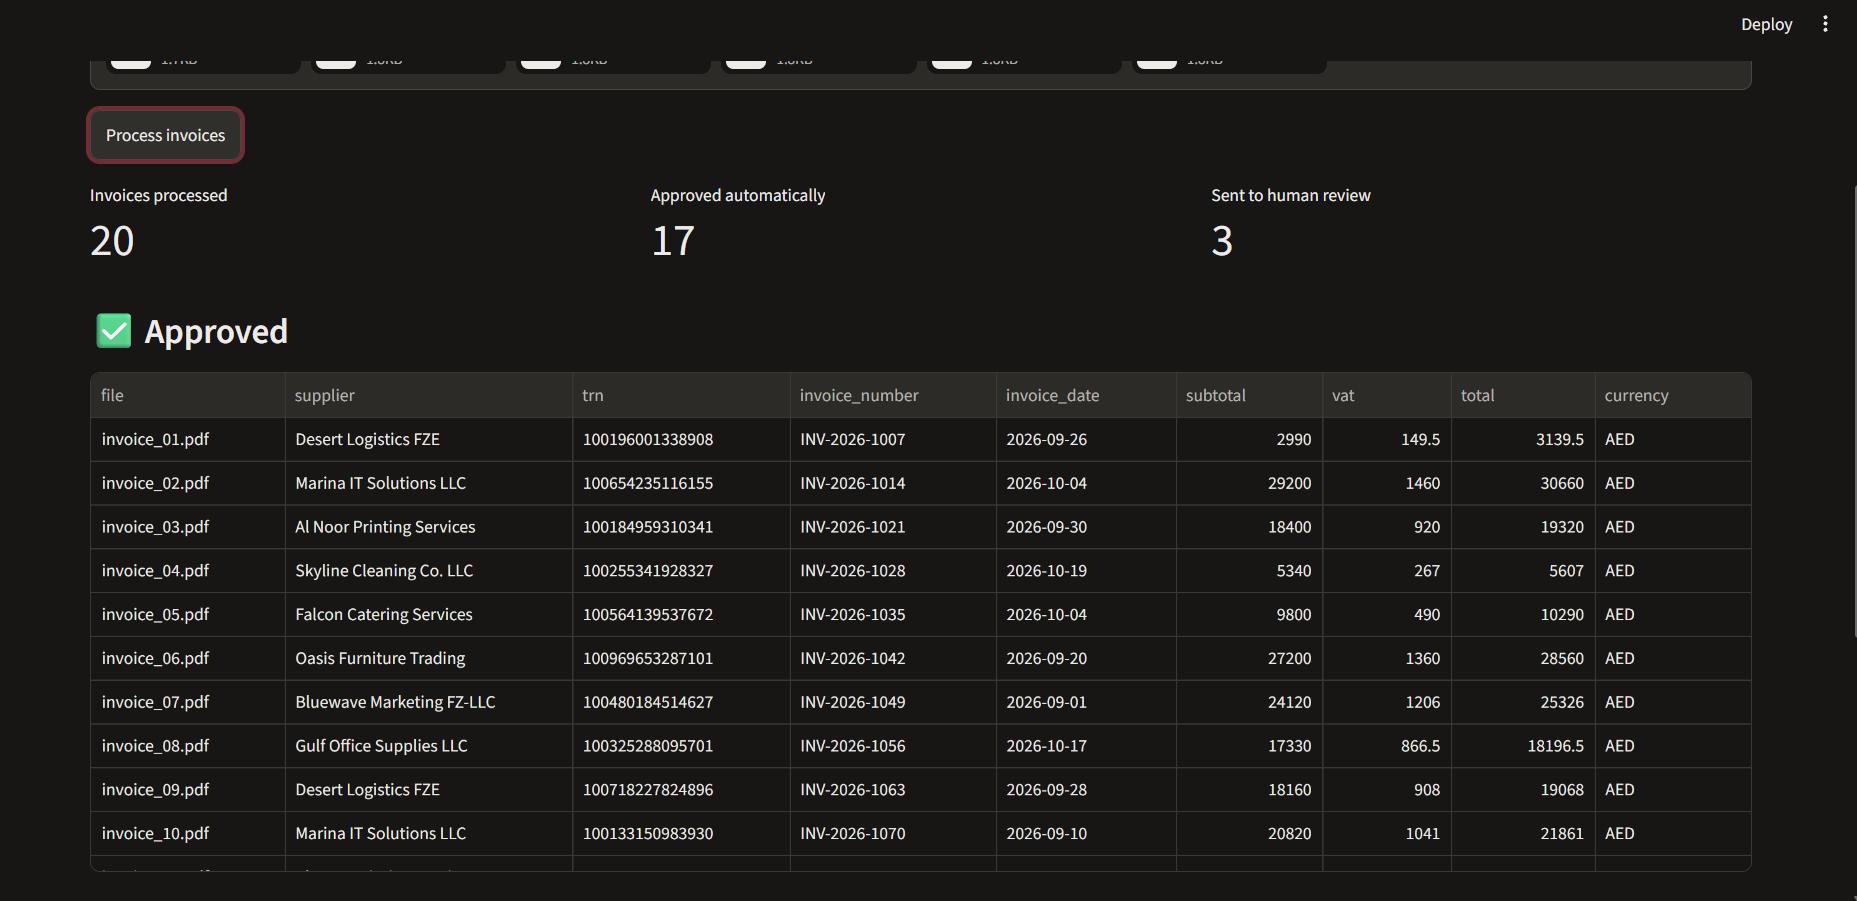 Deploy
Process invoices
Invoices processed
20
Approved automatically
17
Sent to human review
3
✅ Approved
file supplier trn invoice_number invoice_date subtotal vat total currency
invoice_01.pdf Desert Logistics FZE 100196001338908 INV-2026-1007 2026-09-26 2990 149.5 3139.5 AED
invoice_02.pdf Marina IT Solutions LLC 100654235116155 INV-2026-1014 2026-10-04 29200 1460 30660 AED
invoice_03.pdf Al Noor Printing Services 100184959310341 INV-2026-1021 2026-09-30 18400 920 19320 AED
invoice_04.pdf Skyline Cleaning Co. LLC 100255341928327 INV-2026-1028 2026-10-19 5340 267 5607 AED
invoice_05.pdf Falcon Catering Services 100564139537672 INV-2026-1035 2026-10-04 9800 490 10290 AED
invoice_06.pdf Oasis Furniture Trading 100969653287101 INV-2026-1042 2026-09-20 27200 1360 28560 AED
invoice_07.pdf Bluewave Marketing FZ-LLC 100480184514627 INV-2026-1049 2026-09-01 24120 1206 25326 AED
invoice_08.pdf Gulf Office Supplies LLC 100325288095701 INV-2026-1056 2026-10-17 17330 866.5 18196.5 AED
invoice_09.pdf Desert Logistics FZE 100718227824896 INV-2026-1063 2026-09-28 18160 908 19068 AED
invoice_10.pdf Marina IT Solutions LLC 100133150983930 INV-2026-1070 2026-09-10 20820 1041 21861 AED